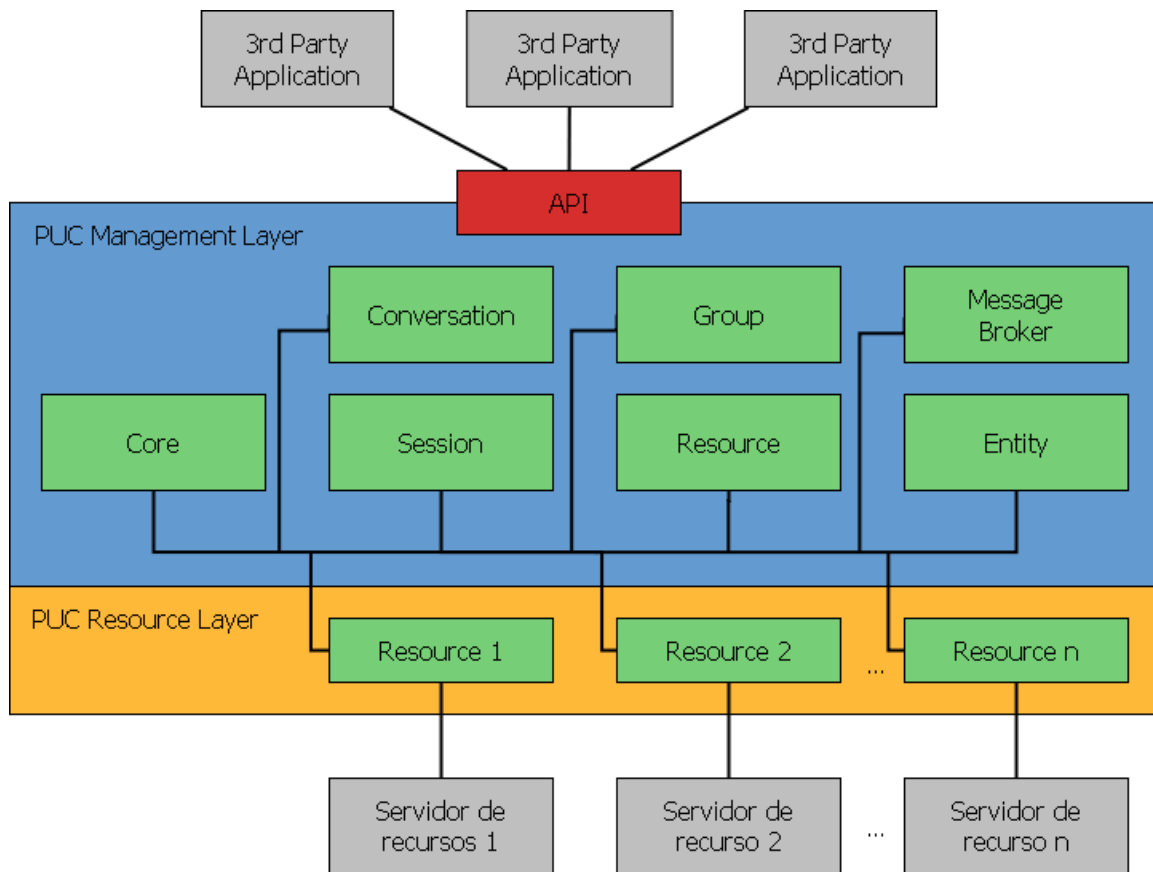 3rd Party
Application
3rd Party
Application
3rd Party
Application
API
PUC Management Layer
Conversation
Group
Message
Broker
Core
Session
Resource
Entity
PUC Resource Layer
Resource 1
Resource 2
...
Resource n
Servidor de
recursos 1
Servidor de
recurso 2
...
Servidor de
recurso n